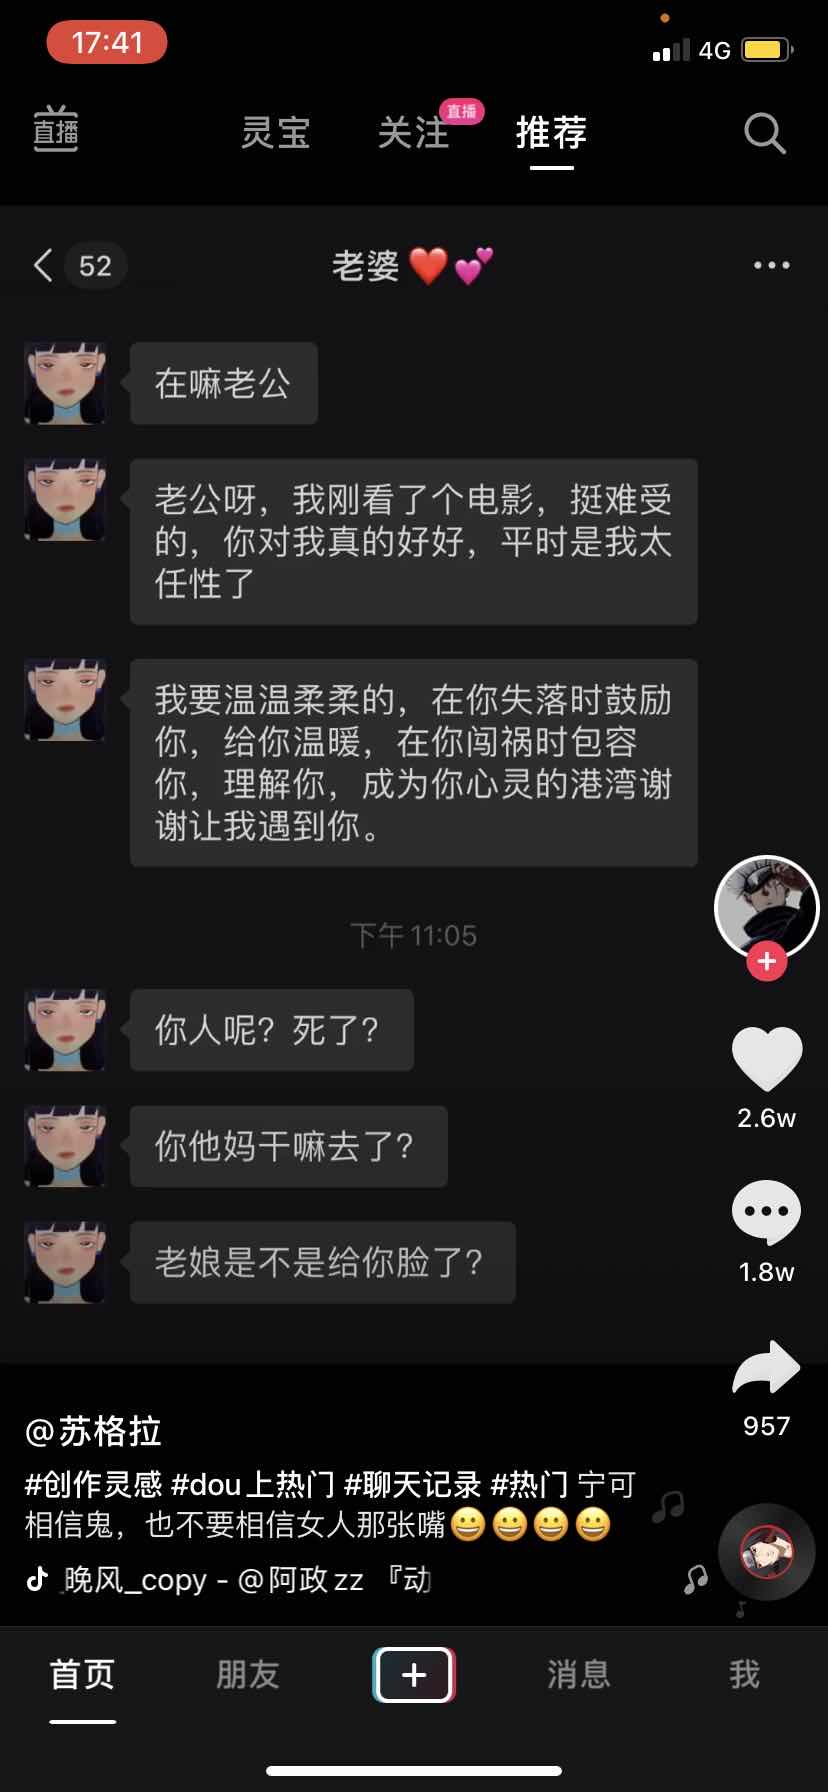 17:41
4G
直播
灵宝
关注
直播
推荐
52
老婆❤️💕
在嘛老公
老公呀，我刚看了个电影，挺难受
的，你对我真的好好，平时是我太
任性了
我要温温柔柔的，在你失落时鼓励
你，给你温暖，在你闯祸时包容
你，理解你，成为你心灵的港湾谢
谢让我遇到你。
下午 11:05
你人呢？死了？
你他妈干嘛去了？
老娘是不是给你脸了？
2.6w
1.8w
957
@苏格拉
#创作灵感 #dou上热门 #聊天记录 #热门 宁可
相信鬼，也不要相信女人那张嘴😀😀😀😀
晚风_copy - @阿政zz 『动
首页
朋友
消息
我